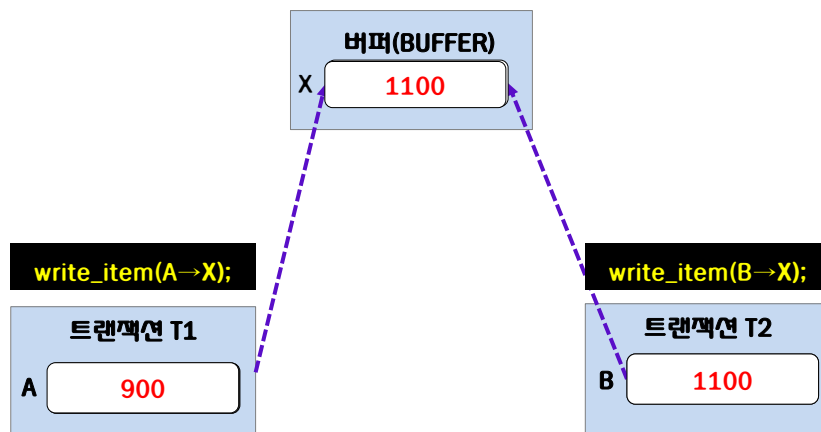 버퍼(BUFFER)
X 1100
write_item(A→X);
write_item(B→X);
트랜잭션 T1
트랜잭션 T2
A 900
B 1100